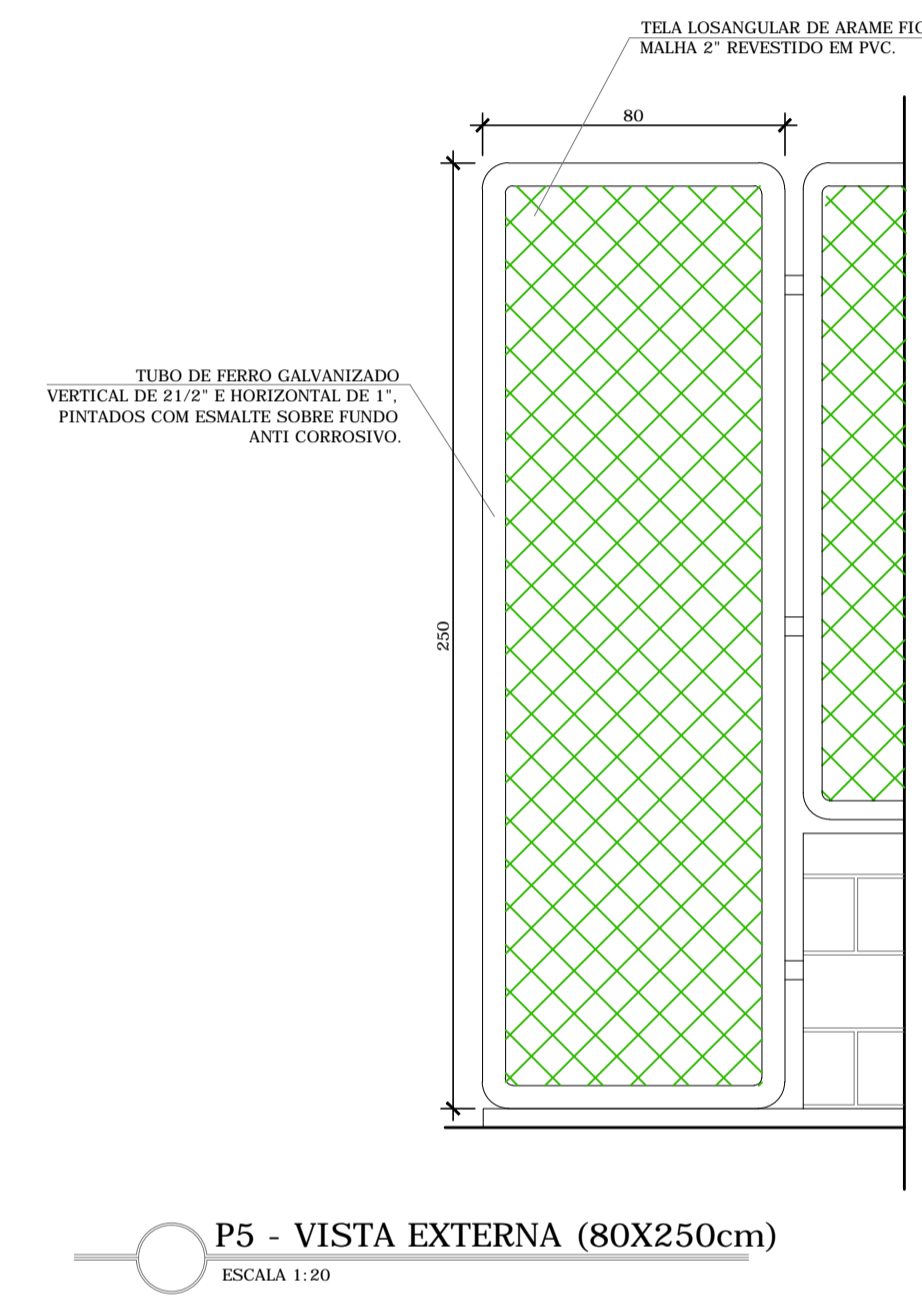 TELA LOSANGULAR DE ARAME
MALHA 2" REVESTIDO EM PVC.
80
TUBO DE FERRO GALVANIZADO
VERTICAL DE 21/2" E HORIZONTAL DE 1",
PINTADOS COM ESMALTE SOBRE FUNDO
ANTI CORROSIVO.
250
P5 - VISTA EXTERNA (80X250cm)
ESCALA 1:20